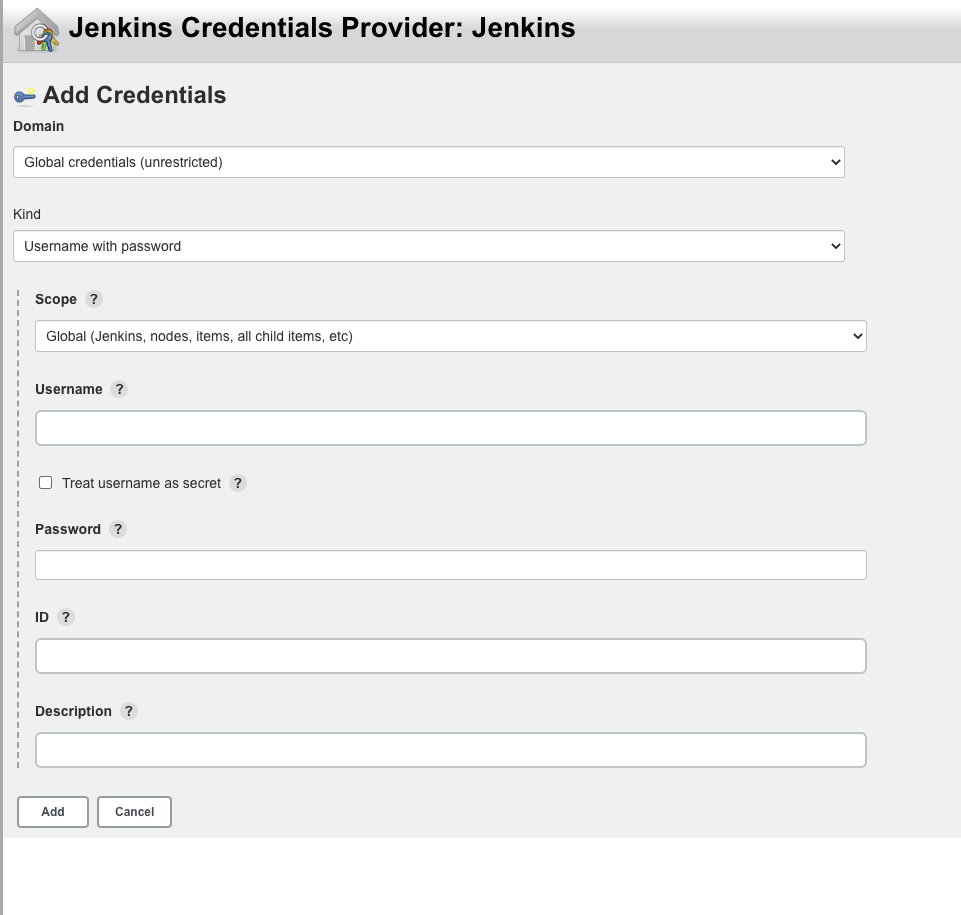 Jenkins Credentials Provider: Jenkins
Add Credentials
Domain
Global credentials (unrestricted)
Kind
Username with password
Scope ?
Global (Jenkins, nodes, items, all child items, etc)
Username ?
Treat username as secret ?
Password ?
ID ?
Description ?
Add Cancel